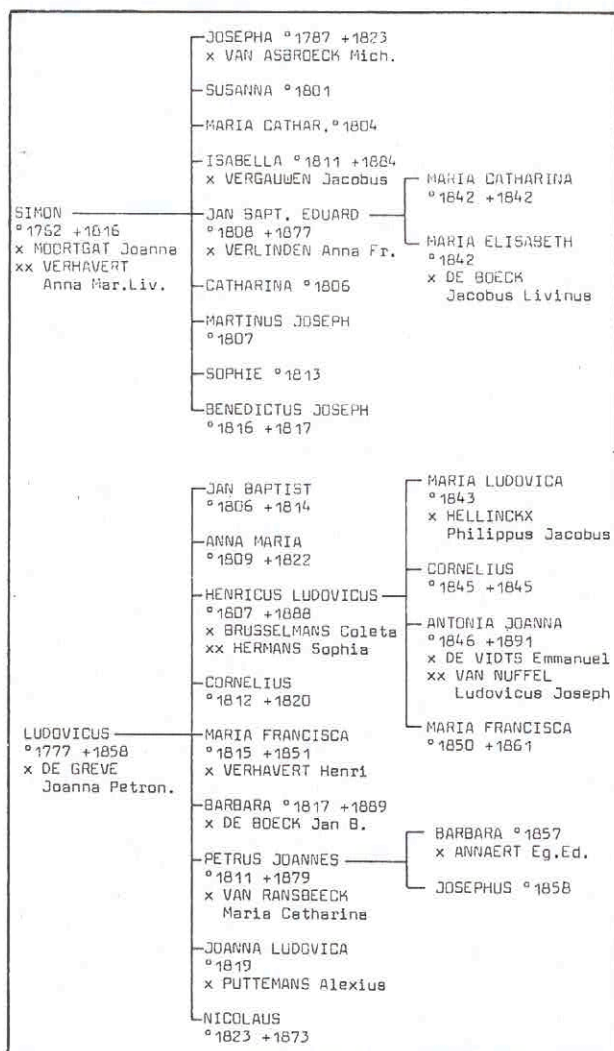 JOSEPHA °1787 +1823
x VAN ASBROECK Mich.
SUSANNA °1801
MARIA CATHAR.°1804
ISABELLA °1811 +1884
x VERGAUWEN Jacobus
SIMON
°1762 +1816
x MOORTGAT Joanna
xx VERHAVERT
Anna Mar.Liv.
JAN BAPT. EDUARD
°1808 +1877
x VERLINDEN Anna Fr.
MARIA CATHARINA
°1842 +1842
MARIA ELISABETH
°1842
x DE BOECK
Jacobus Livinus
CATHARINA °1806
MARTINUS JOSEPH
°1807
SOPHIE °1813
BENEDICTUS JOSEPH
°1816 +1817
JAN BAPTIST
°1806 +1814
ANNA MARIA
°1809 +1822
HENRICUS LUDOVICUS
°1807 +1888
x BRUSSELMANS Coleta
xx HERMANS Sophia
MARIA LUDOVICA
°1843
x HELLINCKX
Philippus Jacobus
CORNELIUS
°1845 +1845
ANTONIA JOANNA
°1846 +1891
x DE VIDTS Emmanuel
xx VAN NUFFEL
Ludovicus Joseph
MARIA FRANCISCA
°1850 +1861
CORNELIUS
°1812 +1820
LUDOVICUS
°1777 +1858
x DE GREVE
Joanna Petron.
MARIA FRANCISCA
°1815 +1851
x VERHAVERT Henri
BARBARA °1817 +1889
x DE BOECK Jan B.
PETRUS JOANNES
°1811 +1879
x VAN RANSBEECK
Maria Catharina
BARBARA °1857
x ANNAERT Eg.Ed.
JOSEPHUS °1858
JOANNA LUDOVICA
°1819
x PUTTEMANS Alexius
NICOLAUS
°1823 +1873